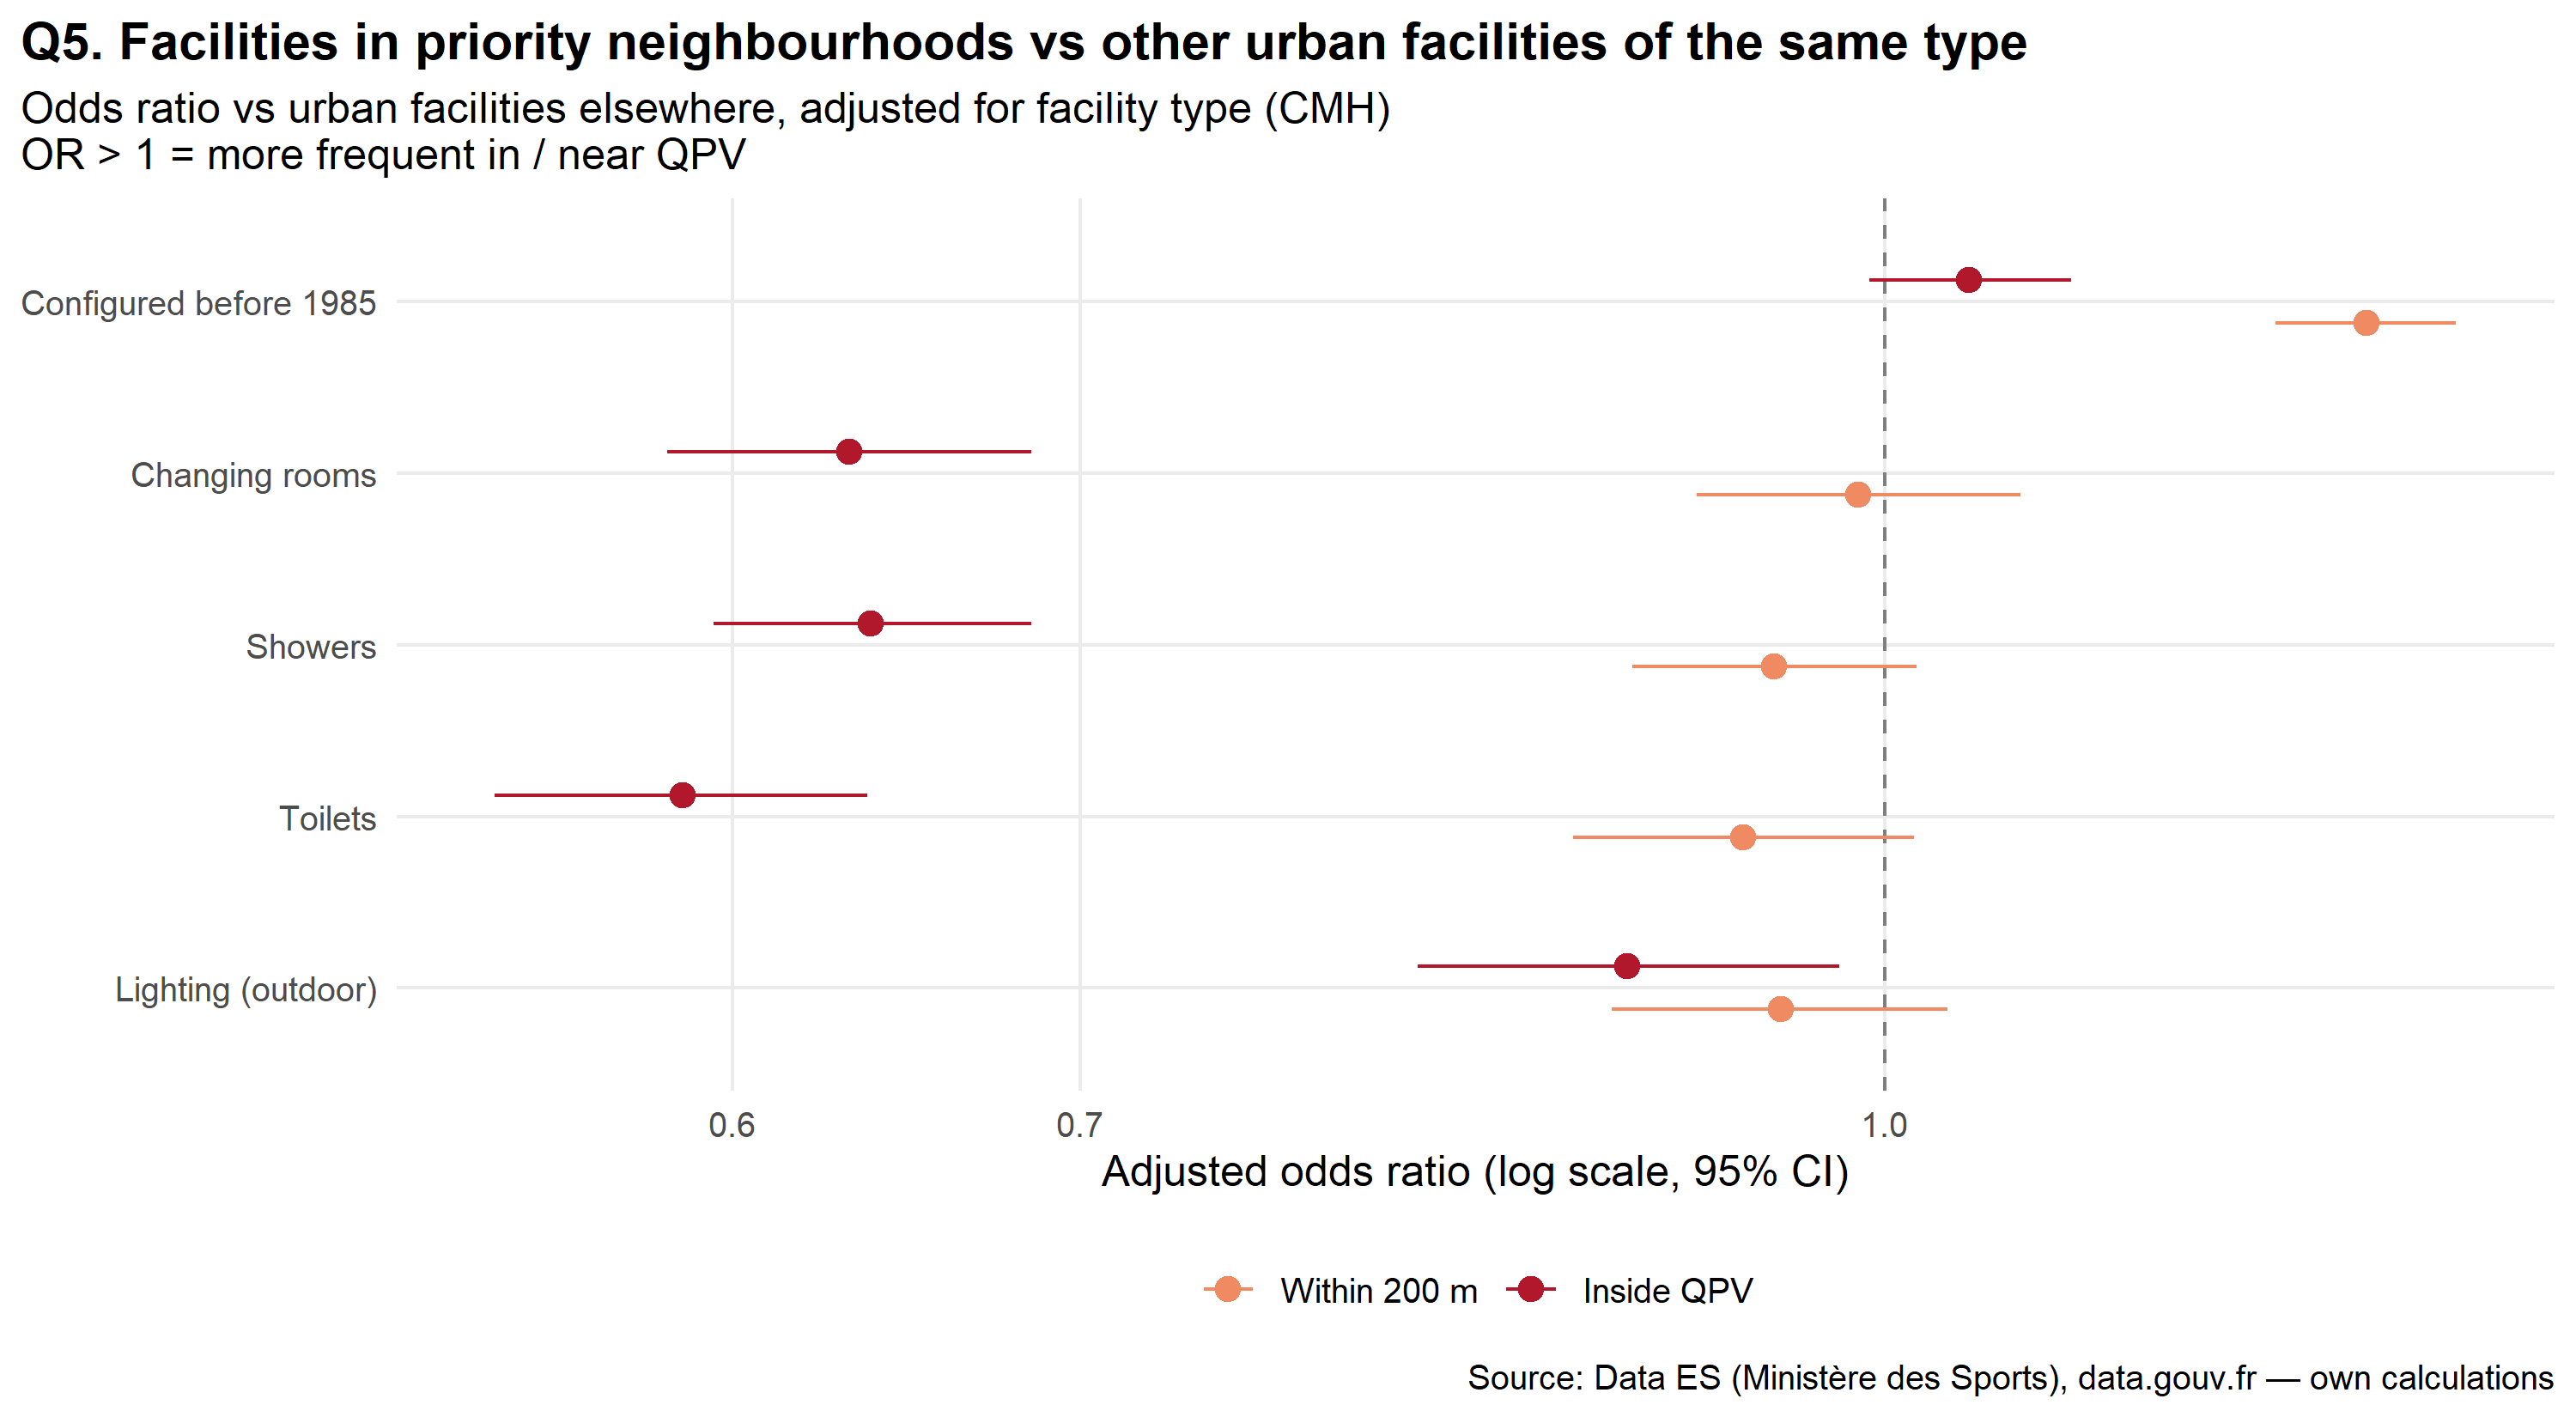 Q5. Facilities in priority neighbourhoods vs other urban facilities of the same type
Odds ratio vs urban facilities elsewhere, adjusted for facility type (CMH)
OR > 1 = more frequent in / near QPV
Configured before 1985
Changing rooms
Showers
Toilets
Lighting (outdoor)
0.6 0.7 1.0
Adjusted odds ratio (log scale, 95% CI)
Within 200 m Inside QPV
Source: Data ES (Ministère des Sports), data.gouv.fr — own calculations